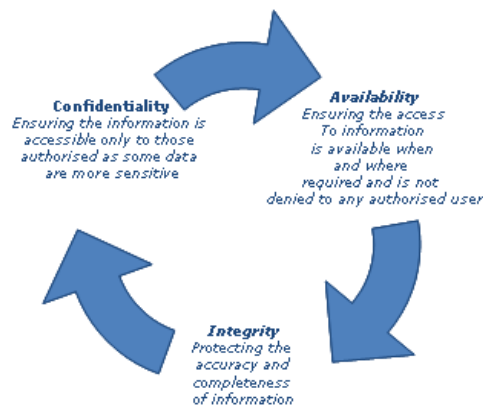 Confidentiality
Ensuring the information is
accessible only to those
authorised as some data
are more sensitive
Availability
Ensuring the access
To information
is available when
and where
required and is not
denied to any authorised user
Integrity
Protecting the
accuracy and
completeness
of information